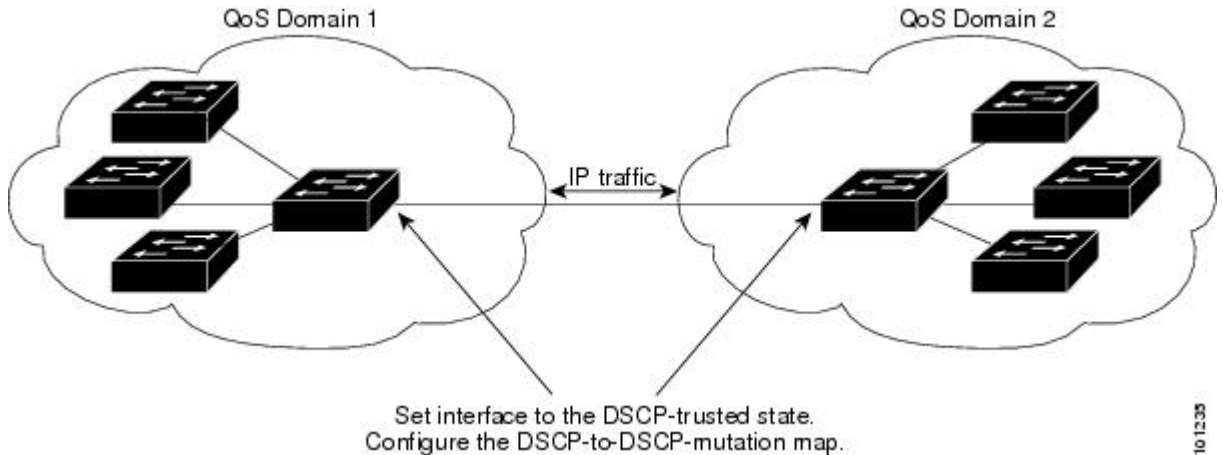 QoS Domain 1
QoS Domain 2
IP traffic
Set interface to the DSCP-trusted state.
Configure the DSCP-to-DSCP-mutation map.
101235